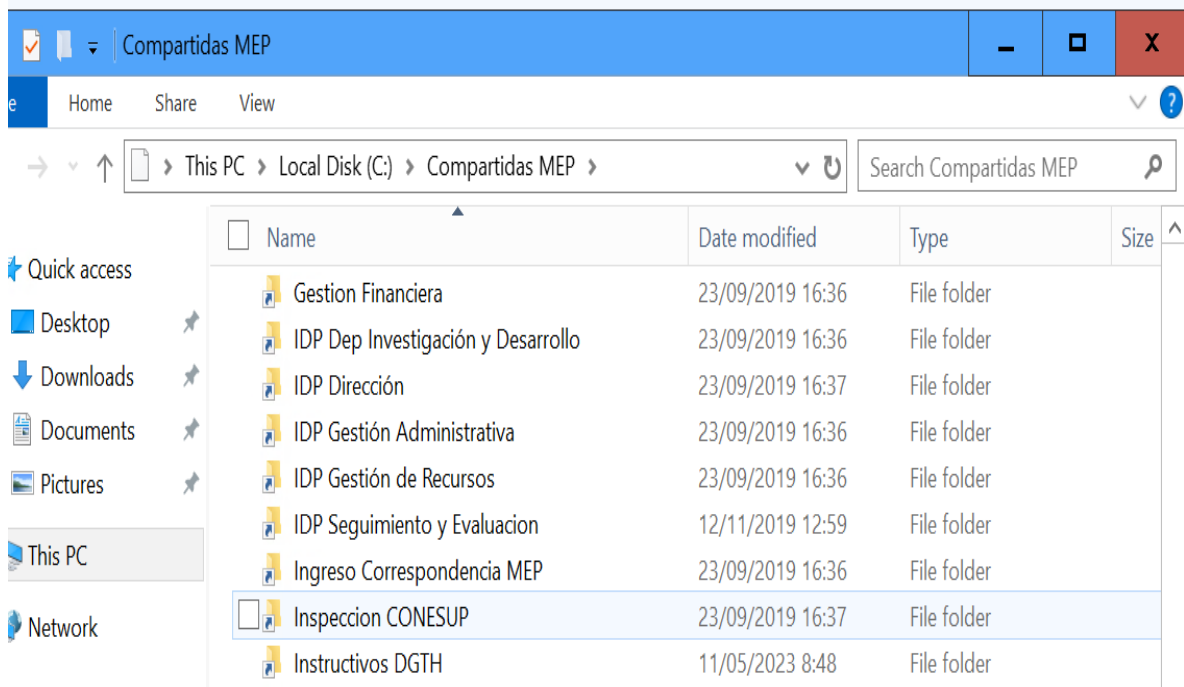 Compartidas MEP
e Home Share View
This PC > Local Disk (C:) > Compartidas MEP >
Search Compartidas MEP
Quick access
Desktop
Downloads
Documents
Pictures
This PC
Network
Name Date modified Type Size
Gestion Financiera 23/09/2019 16:36 File folder
IDP Dep Investigación y Desarrollo 23/09/2019 16:36 File folder
IDP Dirección 23/09/2019 16:37 File folder
IDP Gestión Administrativa 23/09/2019 16:36 File folder
IDP Gestión de Recursos 23/09/2019 16:36 File folder
IDP Seguimiento y Evaluacion 12/11/2019 12:59 File folder
Ingreso Correspondencia MEP 23/09/2019 16:36 File folder
Inspeccion CONESUP 23/09/2019 16:37 File folder
Instructivos DGTH 11/05/2023 8:48 File folder